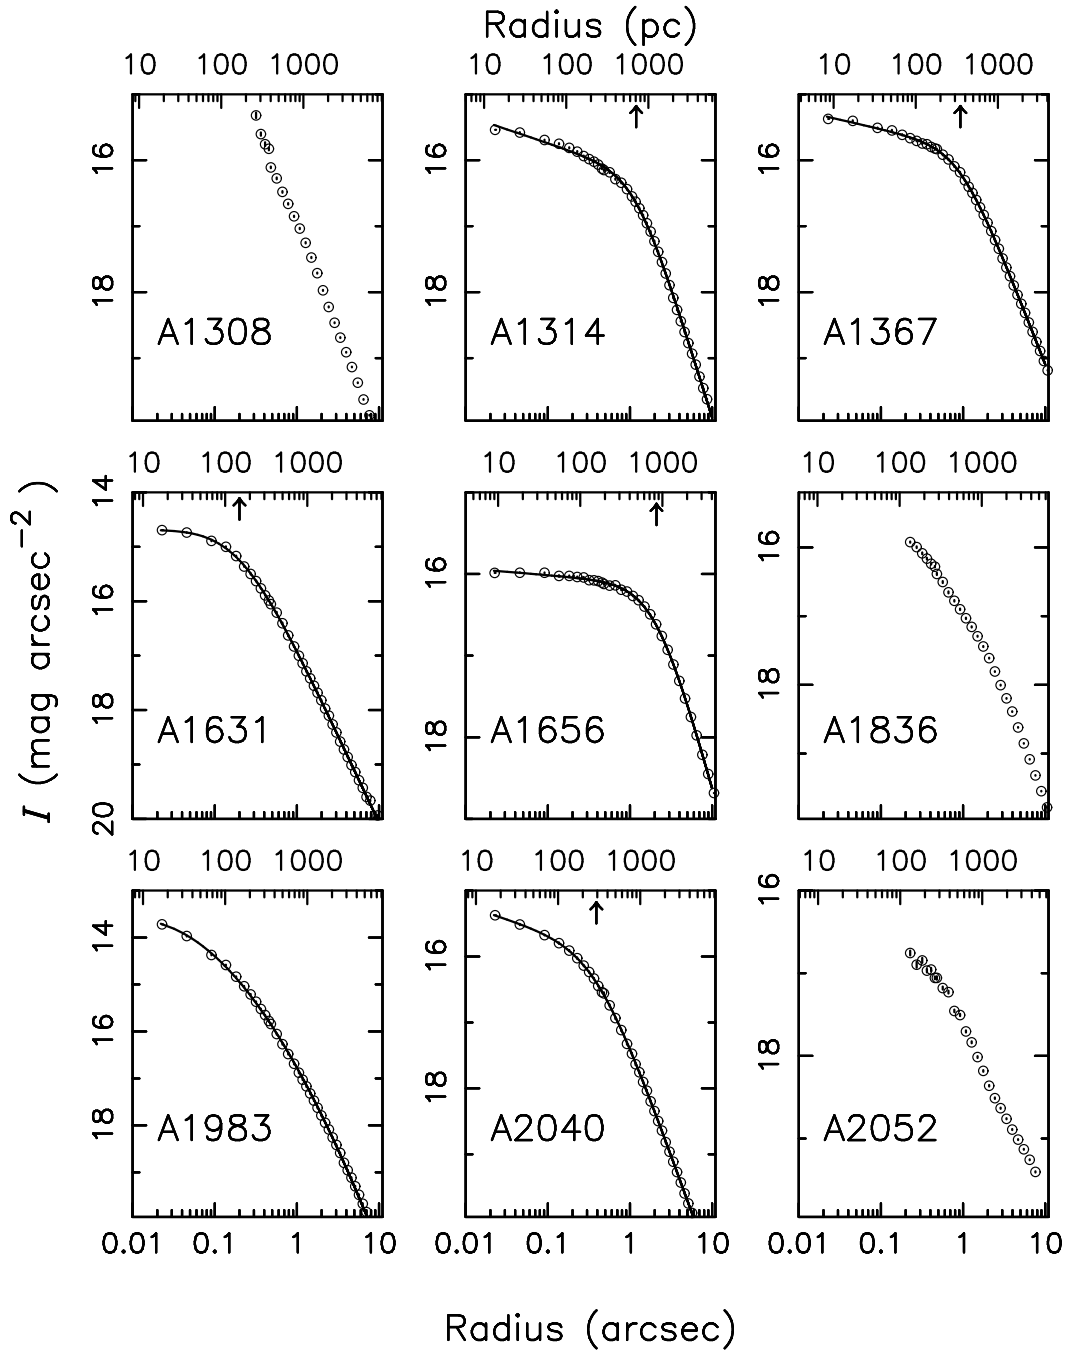 Radius (pc)
10 100 1000 10 100 1000 10 100 1000
16 18 A1308
16 18 A1314
16 18 A1367
10 100 1000 10 100 1000 10 100 1000
I (mag arcsec−2)
14 16 18 20 A1631
16 18 A1656
16 18 A1836
10 100 1000 10 100 1000 10 100 1000
14 16 18 A1983
16 18 A2040
16 18 A2052
0.01 0.1 1 10 0.01 0.1 1 10 0.01 0.1 1 10
Radius (arcsec)